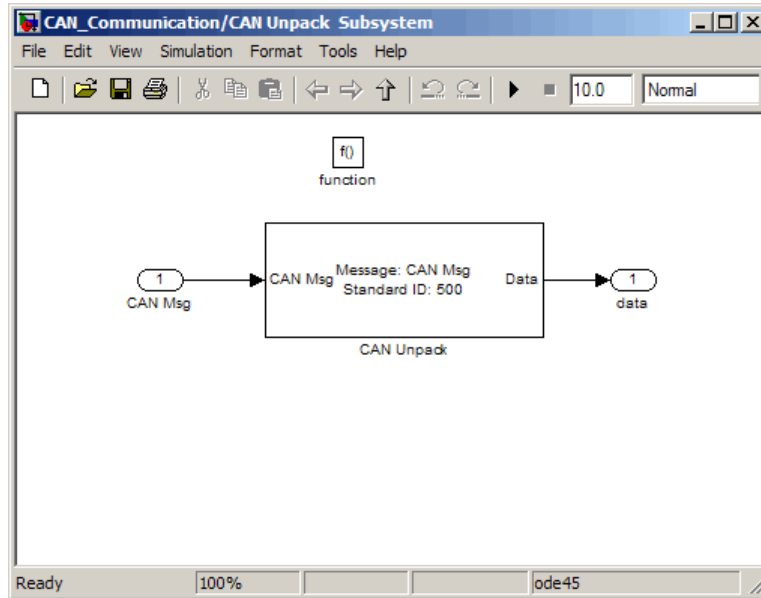 CAN_Communication/CAN Unpack Subsystem
File Edit View Simulation Format Tools Help
10.0 Normal
f()
function
1
CAN Msg
CAN Msg
Message: CAN Msg
Standard ID: 500
Data
CAN Unpack
1
data
Ready 100% ode45